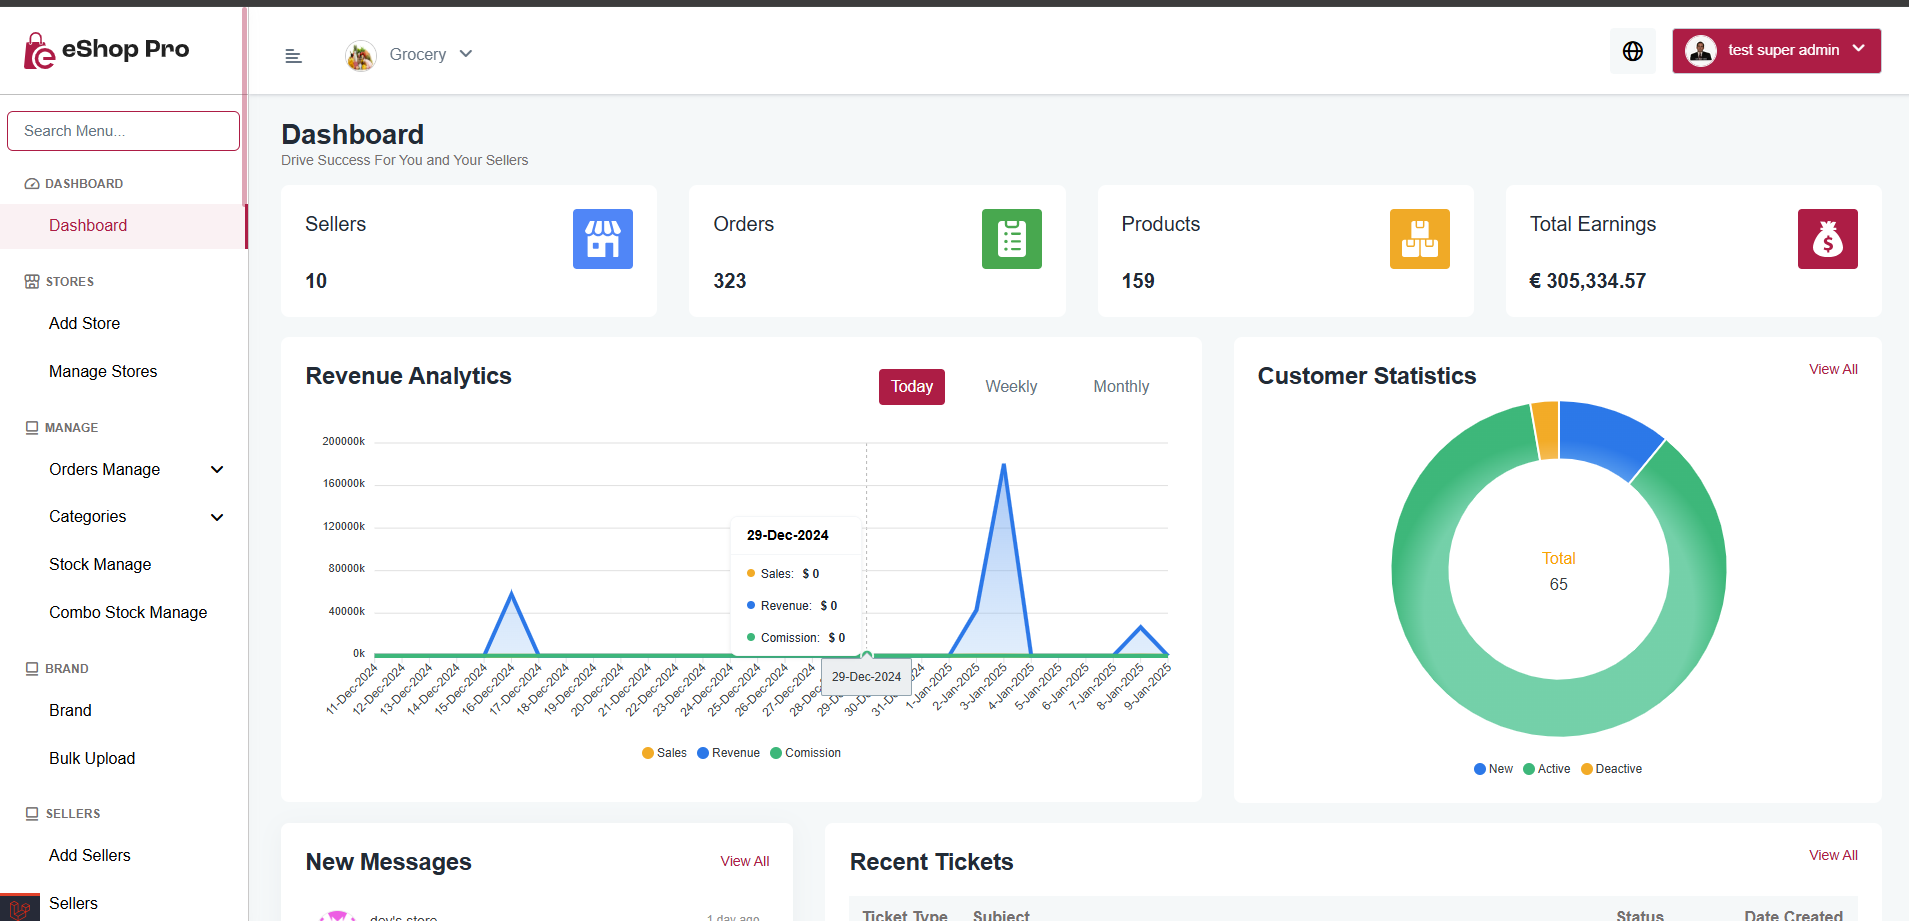 eShop Pro
Grocery
test super admin
Search Menu...
DASHBOARD
Dashboard
STORES
Add Store
Manage Stores
MANAGE
Orders Manage
Categories
Stock Manage
Combo Stock Manage
BRAND
Brand
Bulk Upload
SELLERS
Add Sellers
Sellers
Dashboard
Drive Success For You and Your Sellers
Sellers
10
Orders
323
Products
159
Total Earnings
€ 305,334.57
Revenue Analytics
Today Weekly Monthly
200000k
160000k
120000k
80000k
40000k
0k
29-Dec-2024
Sales: $ 0
Revenue: $ 0
Comission: $ 0
11-Dec-2024
12-Dec-2024
13-Dec-2024
14-Dec-2024
15-Dec-2024
16-Dec-2024
17-Dec-2024
18-Dec-2024
19-Dec-2024
20-Dec-2024
21-Dec-2024
22-Dec-2024
23-Dec-2024
24-Dec-2024
25-Dec-2024
26-Dec-2024
27-Dec-2024
29-Dec-2024
1-Jan-2025
2-Jan-2025
3-Jan-2025
4-Jan-2025
5-Jan-2025
6-Jan-2025
7-Jan-2025
8-Jan-2025
9-Jan-2025
Sales Revenue Comission
Customer Statistics
View All
Total
65
New Active Deactive
New Messages
View All
dev's store
1 day ago
Recent Tickets
View All
Ticket Type Subject Status Date Created